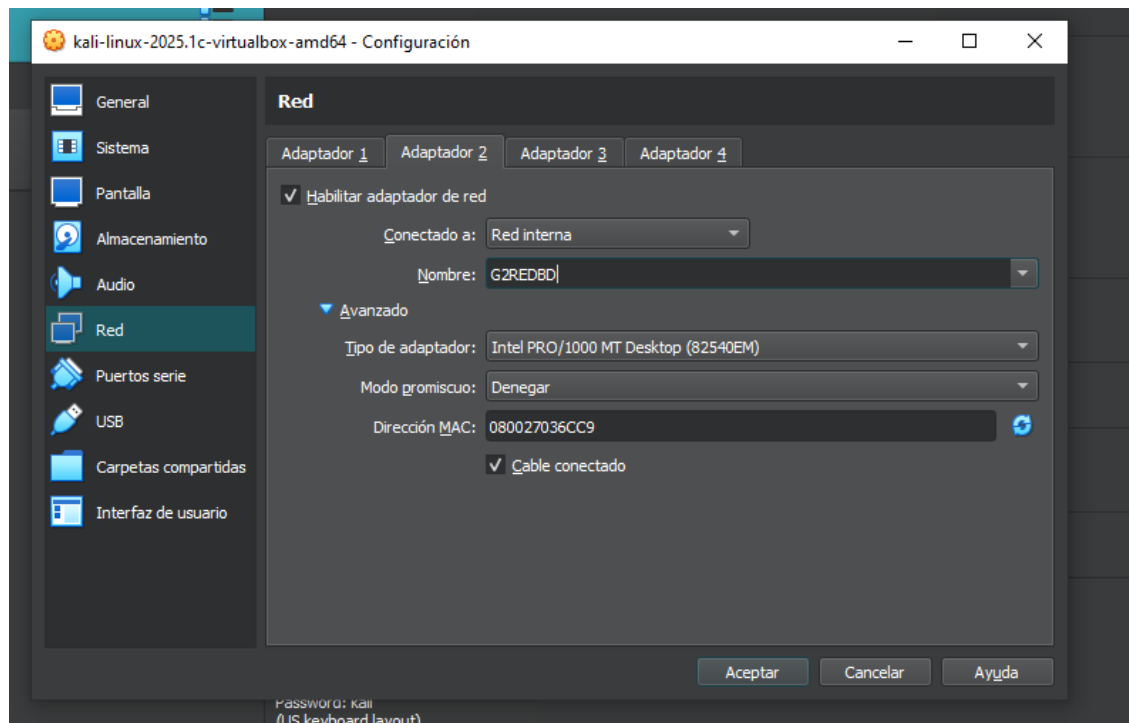 kali-linux-2025.1c-virtualbox-amd64 - Configuración
General
Sistema
Pantalla
Almacenamiento
Audio
Red
Puertos serie
USB
Carpetas compartidas
Interfaz de usuario
Red
Adaptador 1 Adaptador 2 Adaptador 3 Adaptador 4
Habilitar adaptador de red
Conectado a: Red interna
Nombre: G2REDBD
Avanzado
Tipo de adaptador: Intel PRO/1000 MT Desktop (82540EM)
Modo promiscuo: Denegar
Dirección MAC: 080027036CC9
Cable conectado
Aceptar Cancelar Ayuda
Password: kali
(US keyboard layout)